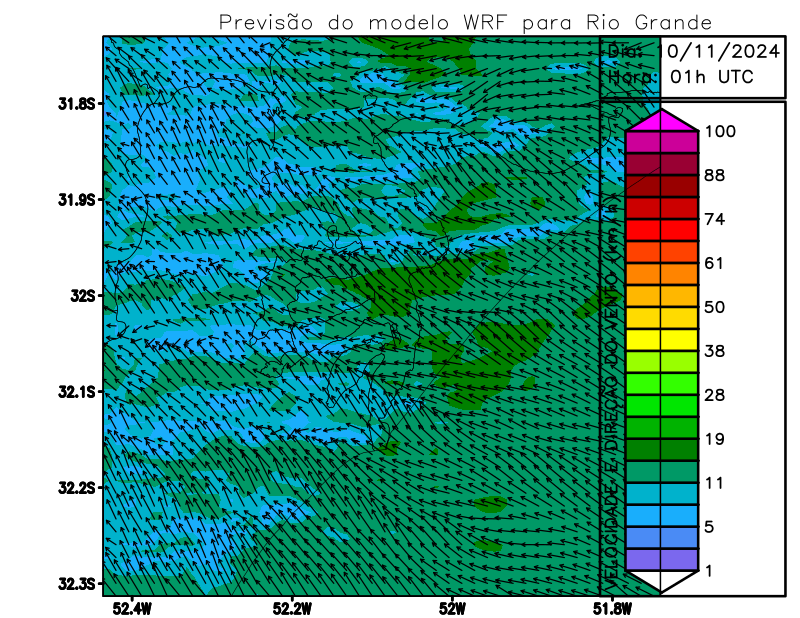 Previsão do modelo WRF para Rio Grande
Dia: 10/11/2024
Hora: 01h UTC
VELOCIDADE E DIREÇÃO DO VENTO (km/h)
100
88
74
61
50
38
28
19
11
5
1
31.8S
31.9S
32S
32.1S
32.2S
32.3S
52.4W
52.2W
52W
51.8W